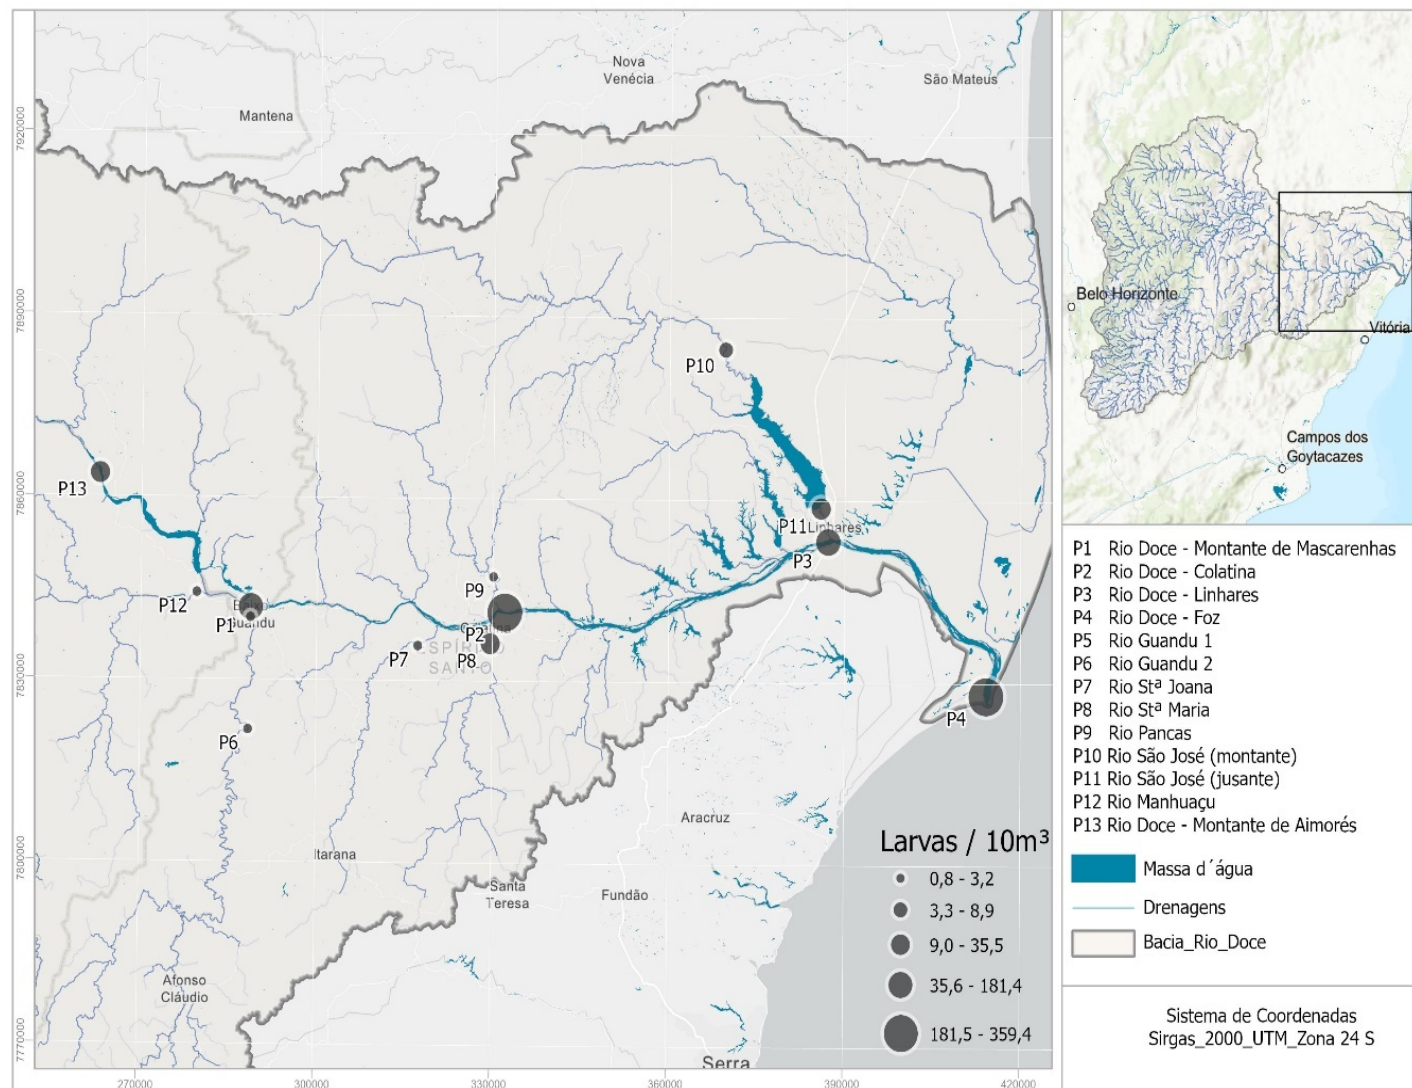 Nova
Venécia
São Mateus
Mantena
7920000
7890000
7860000
7830000
7800000
7770000
P10
P13
P11
Linhares
P3
P12
P9
P1
Guandu
P2
P7
P8
ESPÍRITO
SANTO
P6
P4
Aracruz
Itarana
Santa
Teresa
Fundão
Afonso
Cláudio
Serra
Larvas / 10m³
0,8 - 3,2
3,3 - 8,9
9,0 - 35,5
35,6 - 181,4
181,5 - 359,4
270000
300000
330000
360000
390000
420000
Belo Horizonte
Vitória
Campos dos
Goytacazes
P1 Rio Doce - Montante de Mascarenhas
P2 Rio Doce - Colatina
P3 Rio Doce - Linhares
P4 Rio Doce - Foz
P5 Rio Guandu 1
P6 Rio Guandu 2
P7 Rio Stª Joana
P8 Rio Stª Maria
P9 Rio Pancas
P10 Rio São José (montante)
P11 Rio São José (jusante)
P12 Rio Manhuaçu
P13 Rio Doce - Montante de Aimorés
Massa d´água
Drenagens
Bacia_Rio_Doce
Sistema de Coordenadas
Sirgas_2000_UTM_Zona 24 S